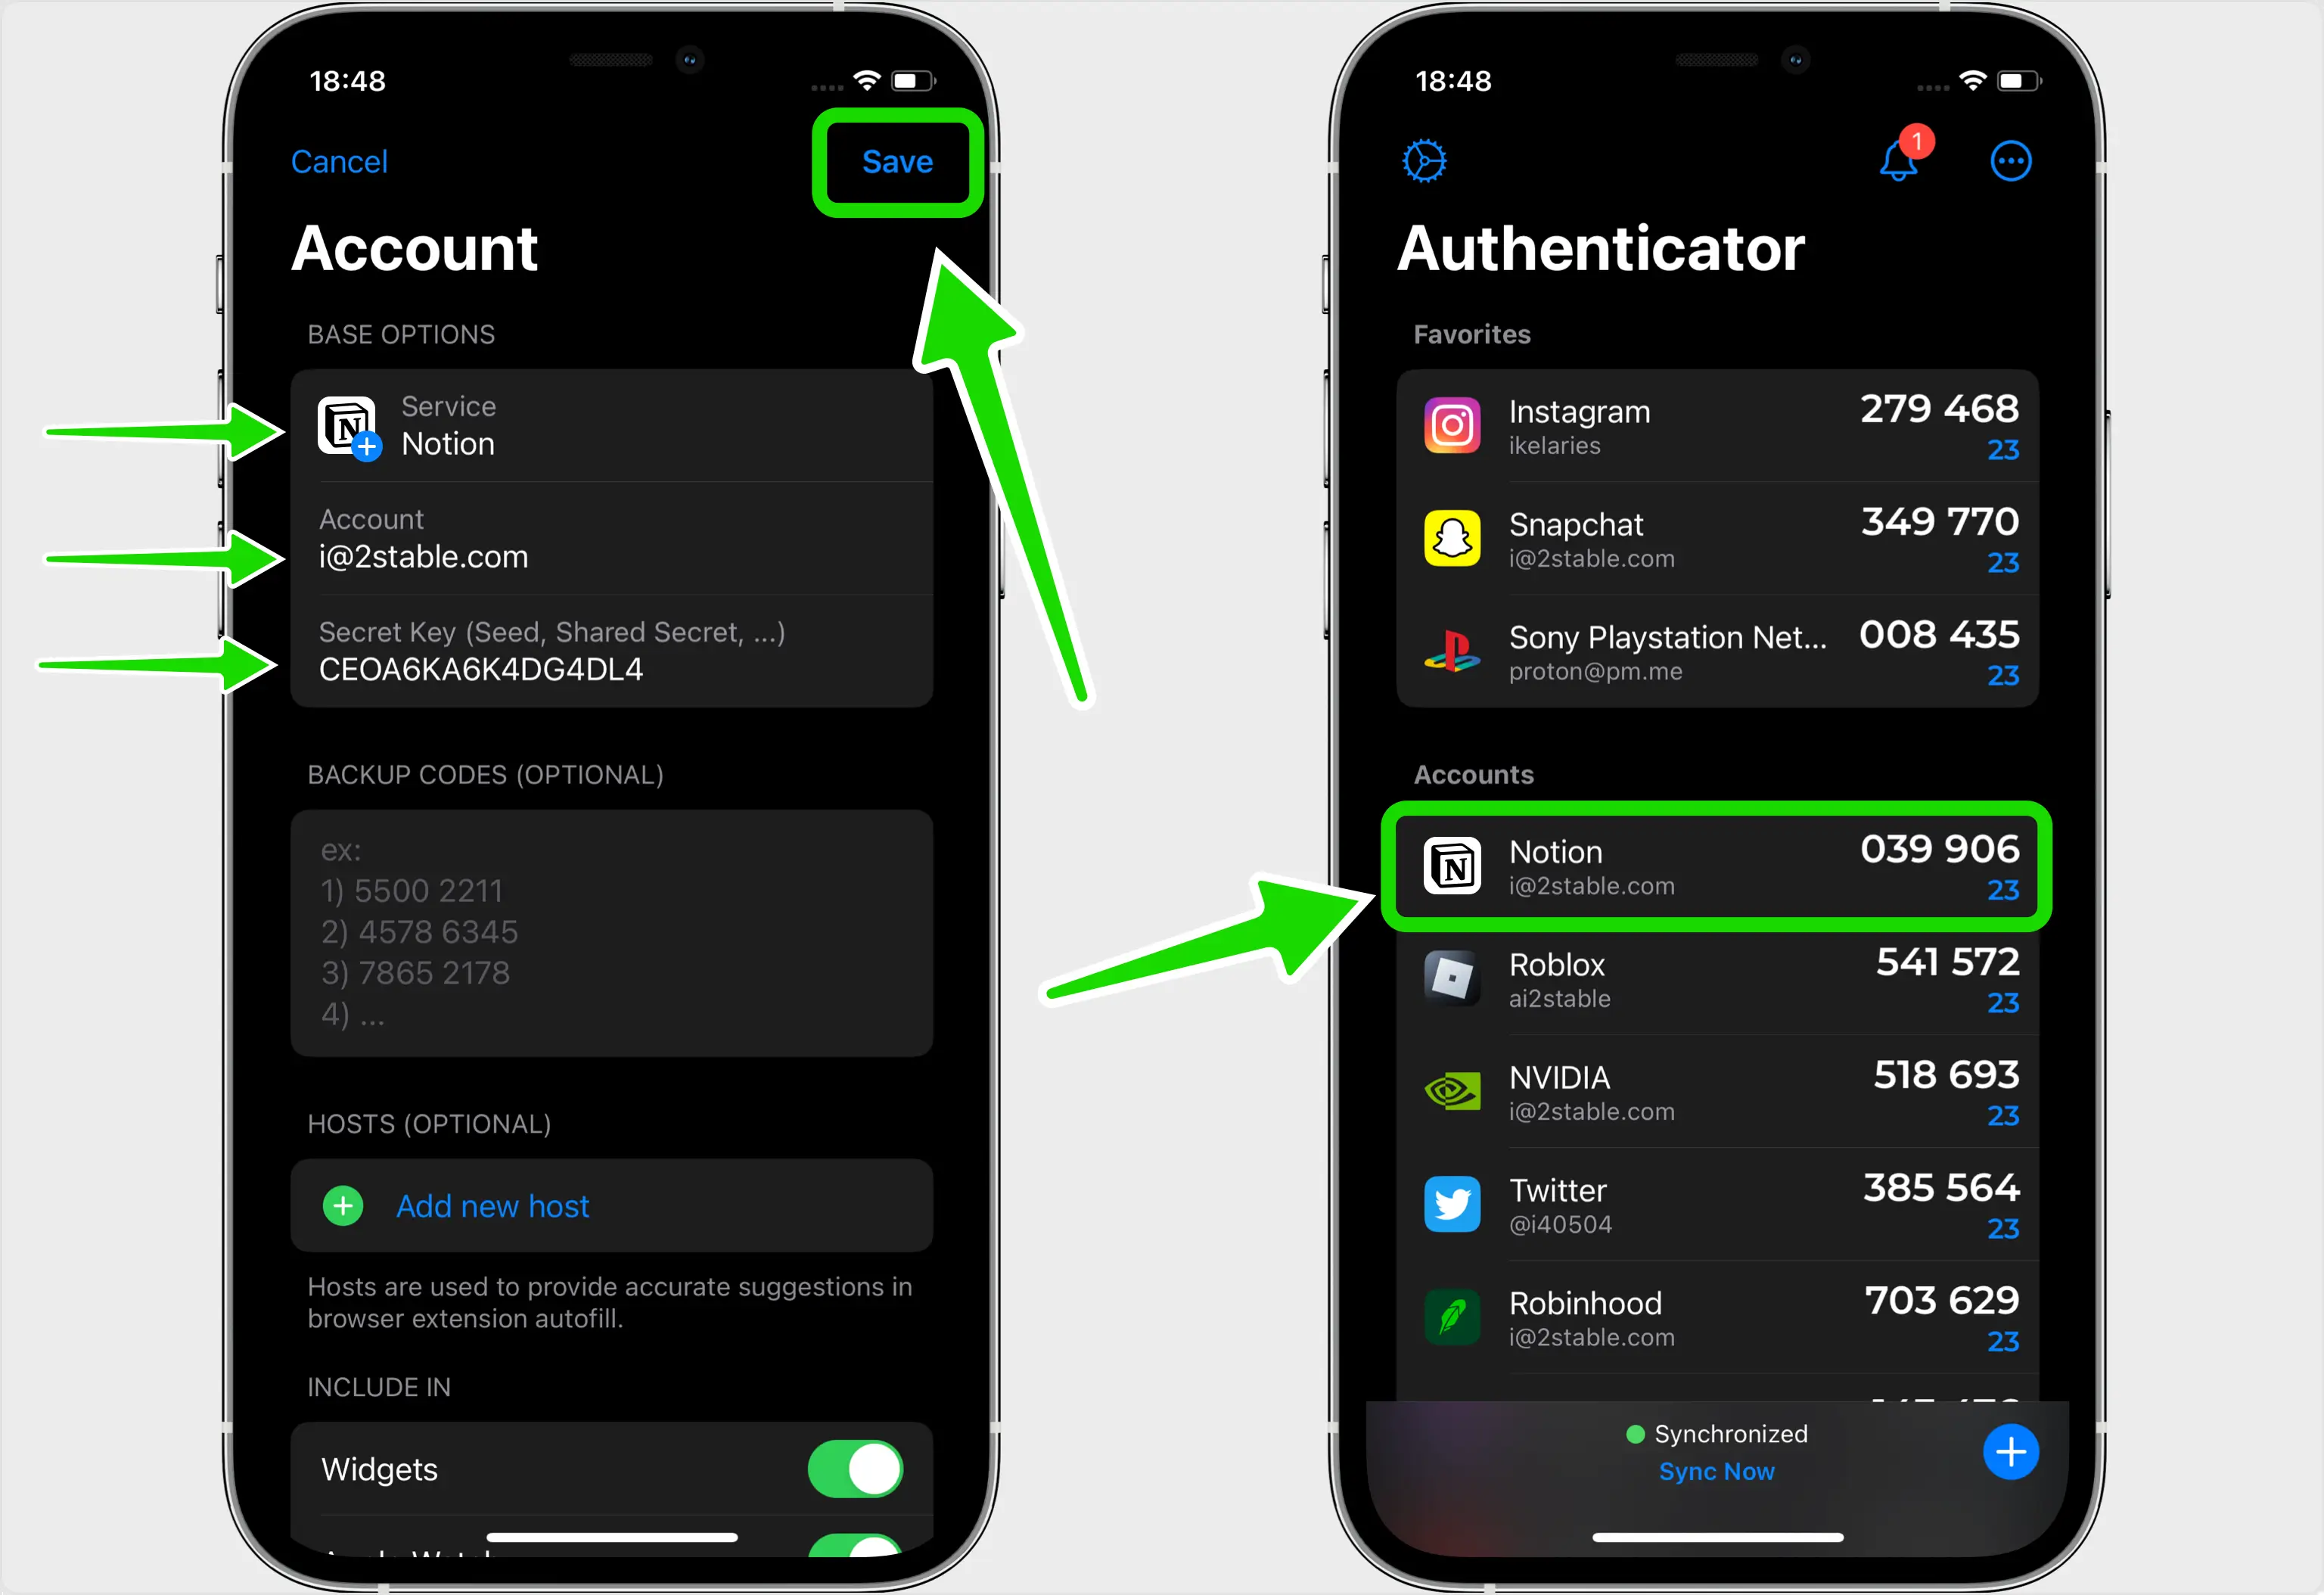 18:48
Cancel
Save
Account
BASE OPTIONS
Service
Notion
Account
i@2stable.com
Secret Key (Seed, Shared Secret, ...)
CEOA6KA6K4DG4DL4
BACKUP CODES (OPTIONAL)
ex:
1) 5500 2211
2) 4578 6345
3) 7865 2178
4) ...
HOSTS (OPTIONAL)
Add new host
Hosts are used to provide accurate suggestions in
browser extension autofill.
INCLUDE IN
Widgets
18:48
1
Authenticator
Favorites
Instagram 279 468
ikelaries 23
Snapchat 349 770
i@2stable.com 23
Sony Playstation Net... 008 435
proton@pm.me 23
Accounts
Notion 039 906
i@2stable.com 23
Roblox 541 572
ai2stable 23
NVIDIA 518 693
i@2stable.com 23
Twitter 385 564
@i40504 23
Robinhood 703 629
i@2stable.com 23
Synchronized
Sync Now